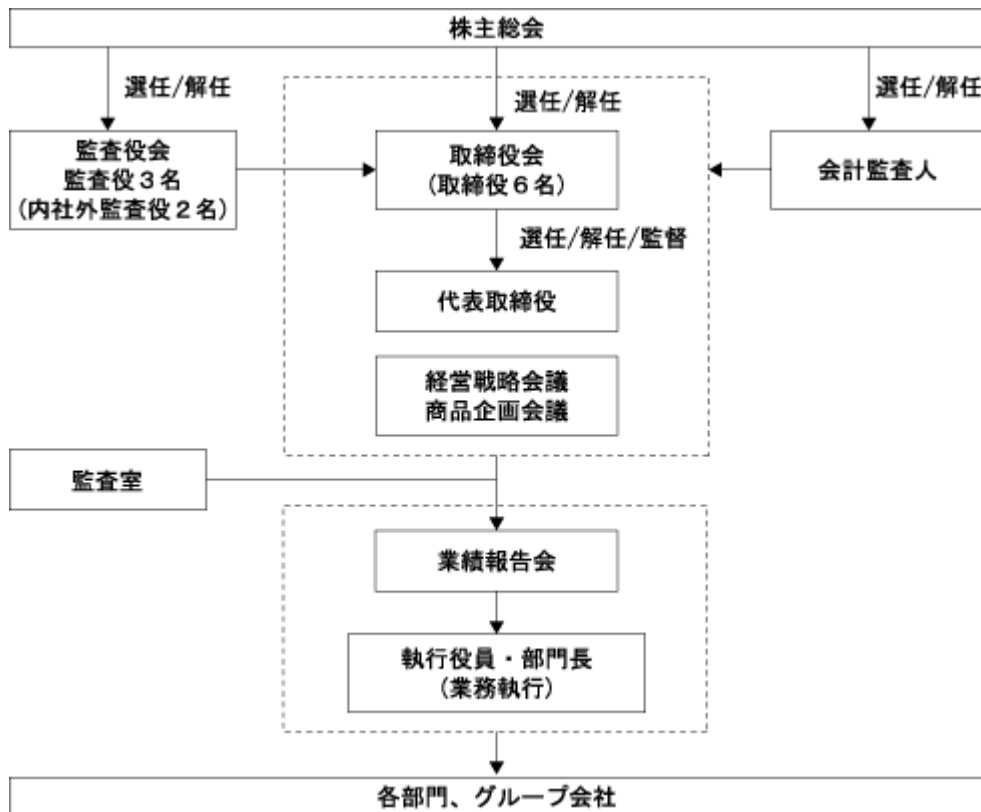 株主総会
選任/解任
選任/解任
選任/解任
監査役会
監査役３名
(内社外監査役２名)
取締役会
(取締役６名)
会計監査人
選任/解任/監督
代表取締役
経営戦略会議
商品企画会議
監査室
業績報告会
執行役員・部門長
(業務執行)
各部門、グループ会社